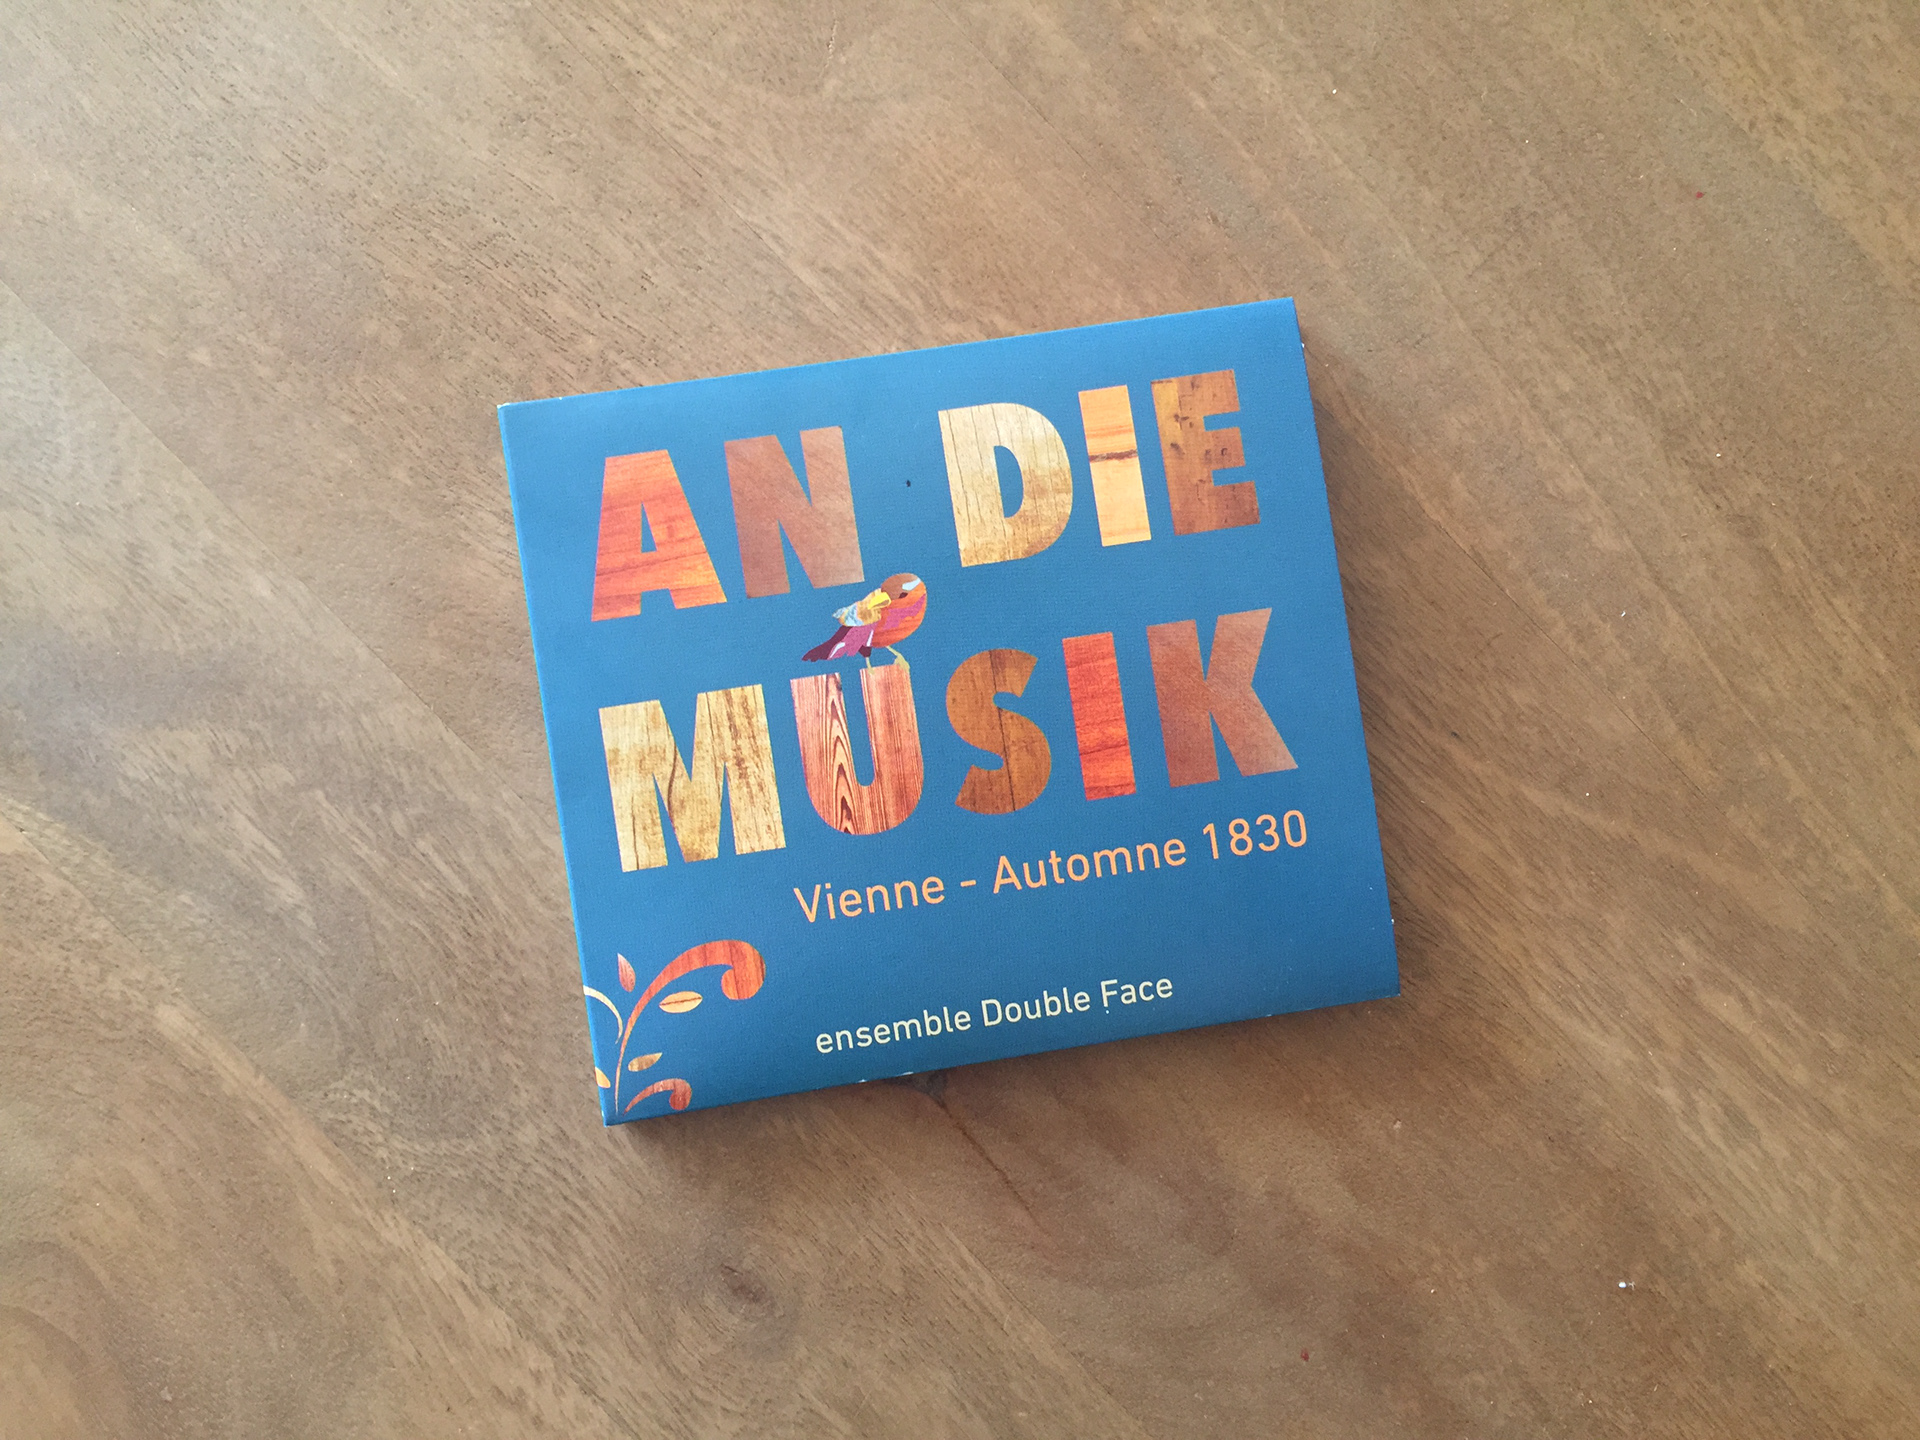 AN DIE
MUSIK
Vienne - Automne 1830
ensemble Double Face